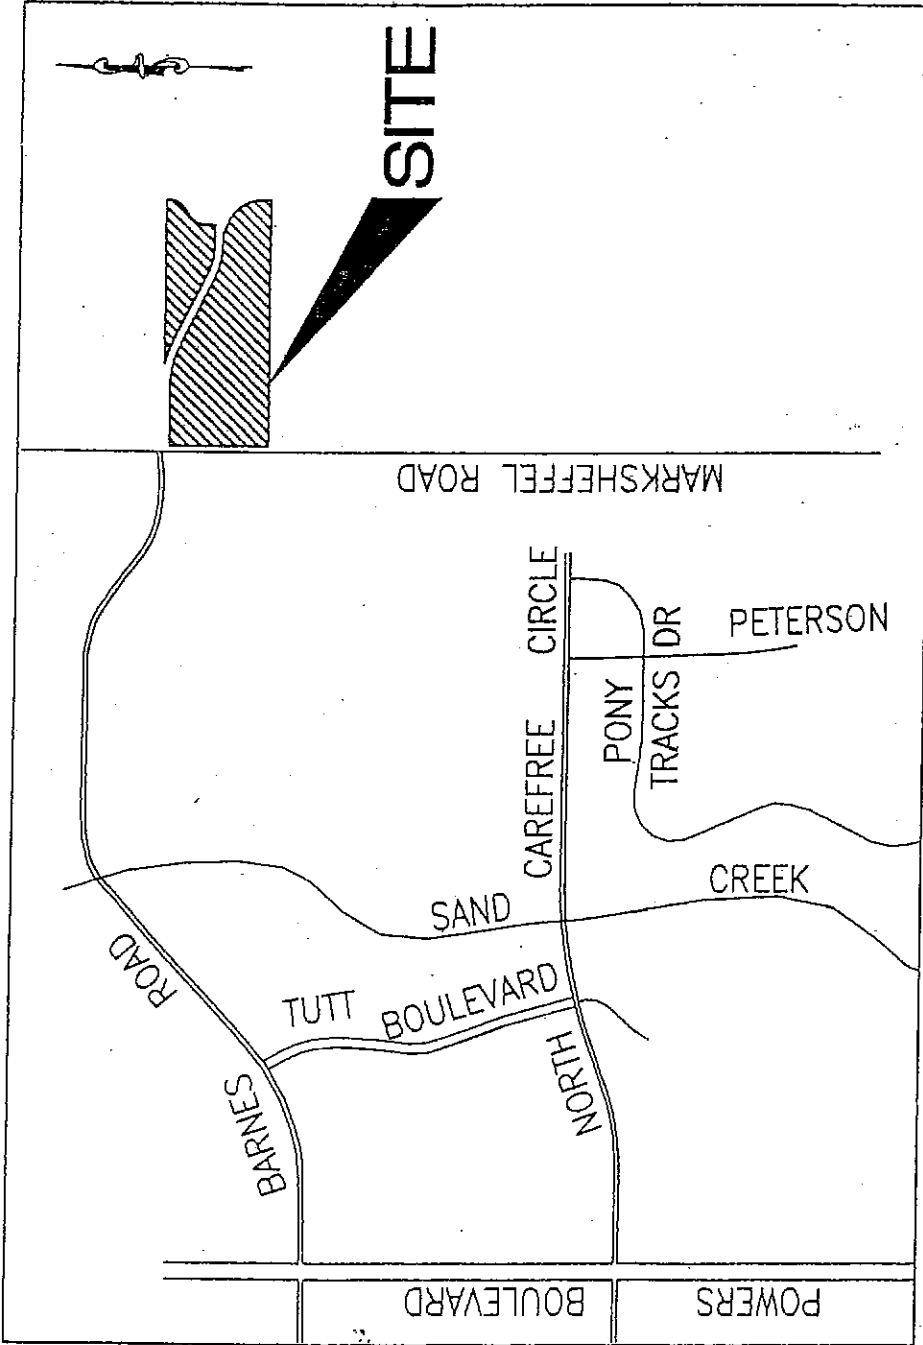 SITE
MARKSHEFFEL ROAD
BARNES ROAD
TUTT BOULEVARD
SAND CREEK
NORTH CAREFREE CIRCLE
PONY
TRACKS DR
PETERSON
POWERS BOULEVARD